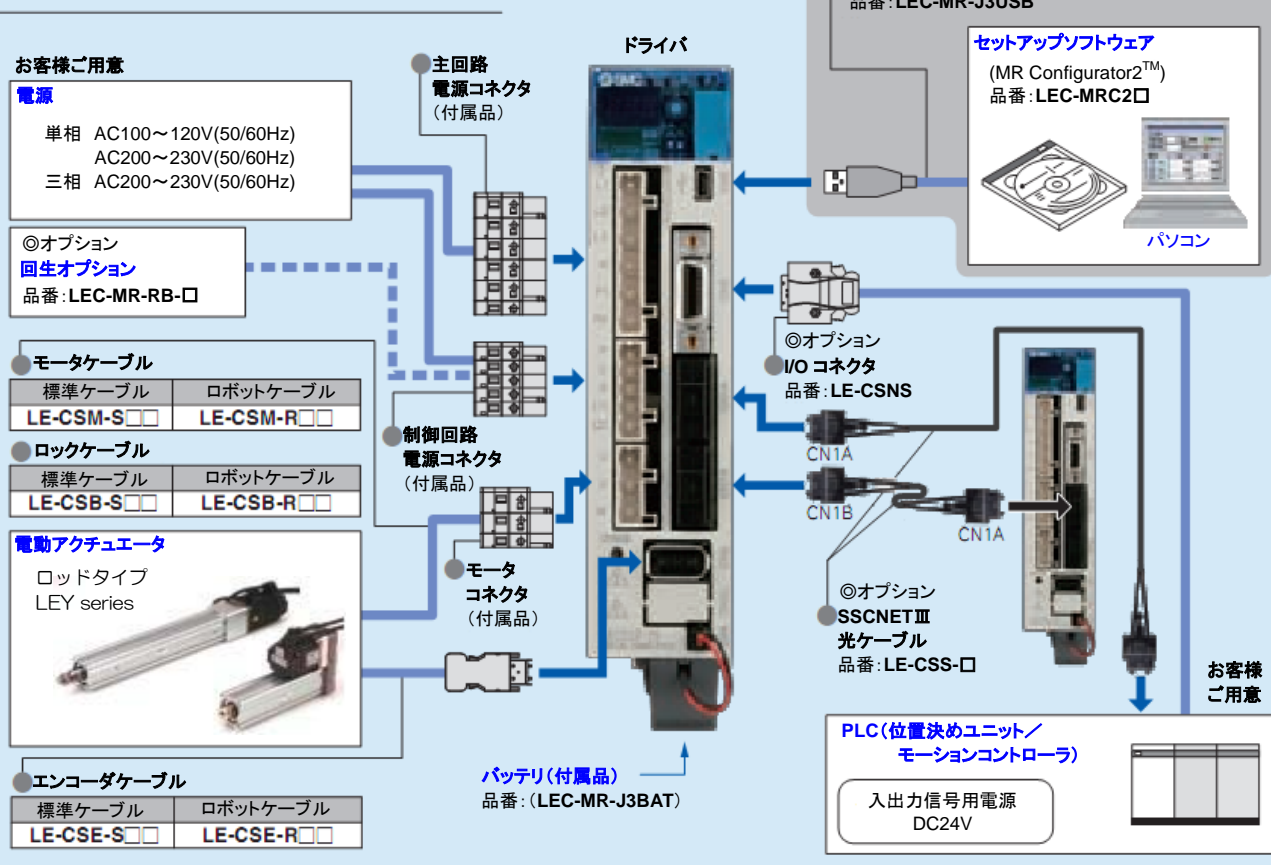 品番：LEC-MR-J3USB
ドライバ
セットアップソフトウェア
(MR Configurator2TM)
品番：LEC-MRC2□
パソコン
お客様ご用意
電源
単相 AC100～120V(50/60Hz)
AC200～230V(50/60Hz)
三相 AC200～230V(50/60Hz)
●主回路
電源コネクタ
（付属品）
◎オプション
回生オプション
品番：LEC-MR-RB-□
●モータケーブル
標準ケーブル ロボットケーブル
LE-CSM-S□□ LE-CSM-R□□
●ロックケーブル
標準ケーブル ロボットケーブル
LE-CSB-S□□ LE-CSB-R□□
●制御回路
電源コネクタ
（付属品）
電動アクチュエータ
ロッドタイプ
LEY series
●モータ
コネクタ
（付属品）
●エンコーダケーブル
標準ケーブル ロボットケーブル
LE-CSE-S□□ LE-CSE-R□□
バッテリ（付属品）
品番：（LEC-MR-J3BAT）
◎オプション
●I/O コネクタ
品番：LE-CSNS
CN1A
CN1B
CN1A
◎オプション
●SSCNETⅢ
光ケーブル
品番：LE-CSS-□
お客様
ご用意
PLC（位置決めユニット／
モーションコントローラ）
入出力信号用電源
DC24V